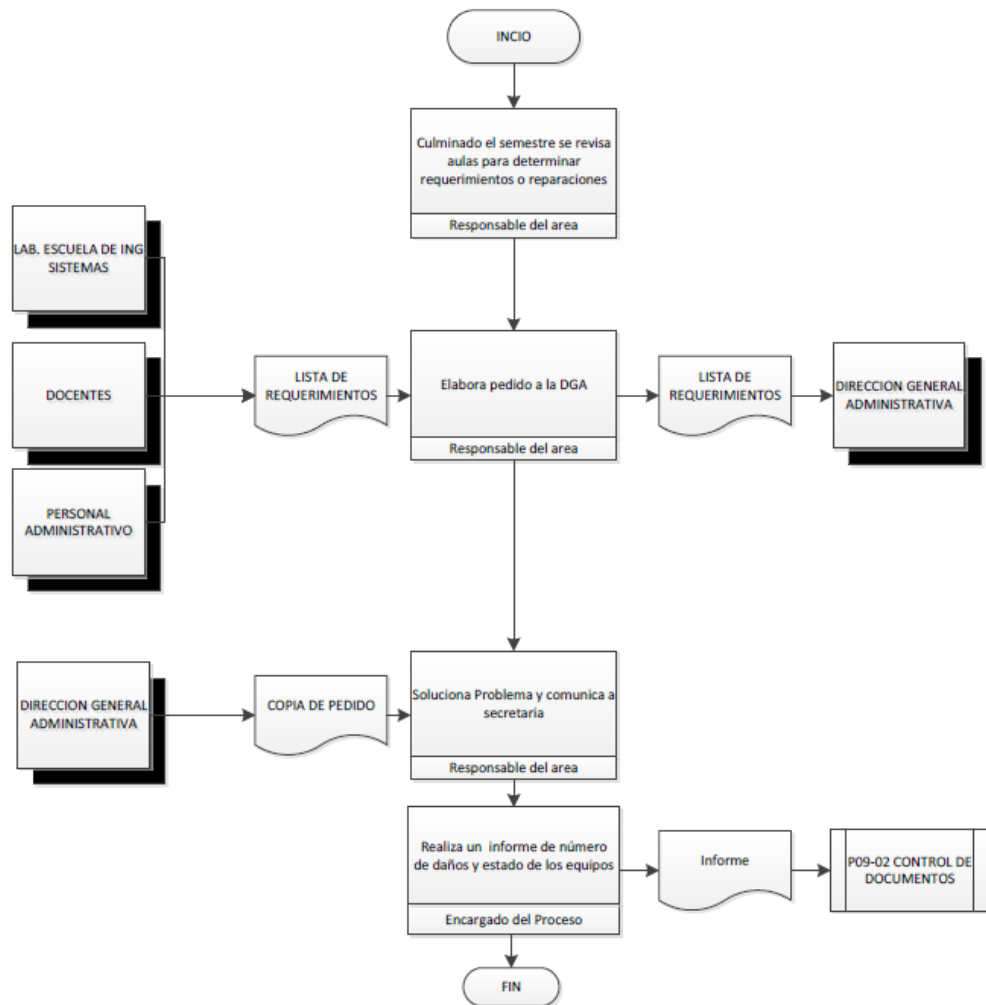 INCIO
Culminado el semestre se revisa
aulas para determinar
requerimientos o reparaciones
Responsable del area
LAB. ESCUELA DE ING
SISTEMAS
DOCENTES
PERSONAL
ADMINISTRATIVO
LISTA DE
REQUERIMIENTOS
Elabora pedido a la DGA
Responsable del area
LISTA DE
REQUERIMIENTOS
DIRECCION GENERAL
ADMINISTRATIVA
DIRECCION GENERAL
ADMINISTRATIVA
COPIA DE PEDIDO
Soluciona Problema y comunica a
secretaria
Responsable del area
Realiza un informe de número
de daños y estado de los equipos
Encargado del Proceso
Informe
P09-02 CONTROL DE
DOCUMENTOS
FIN